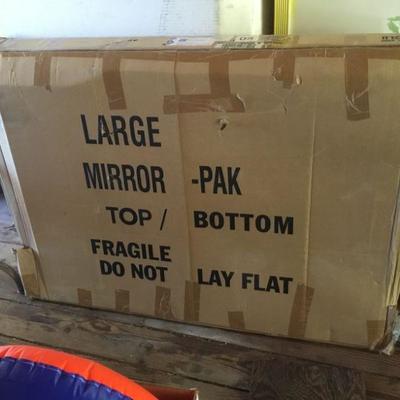 LARGE
MIRROR -PAK
TOP / BOTTOM
FRAGILE
DO NOT LAY FLAT